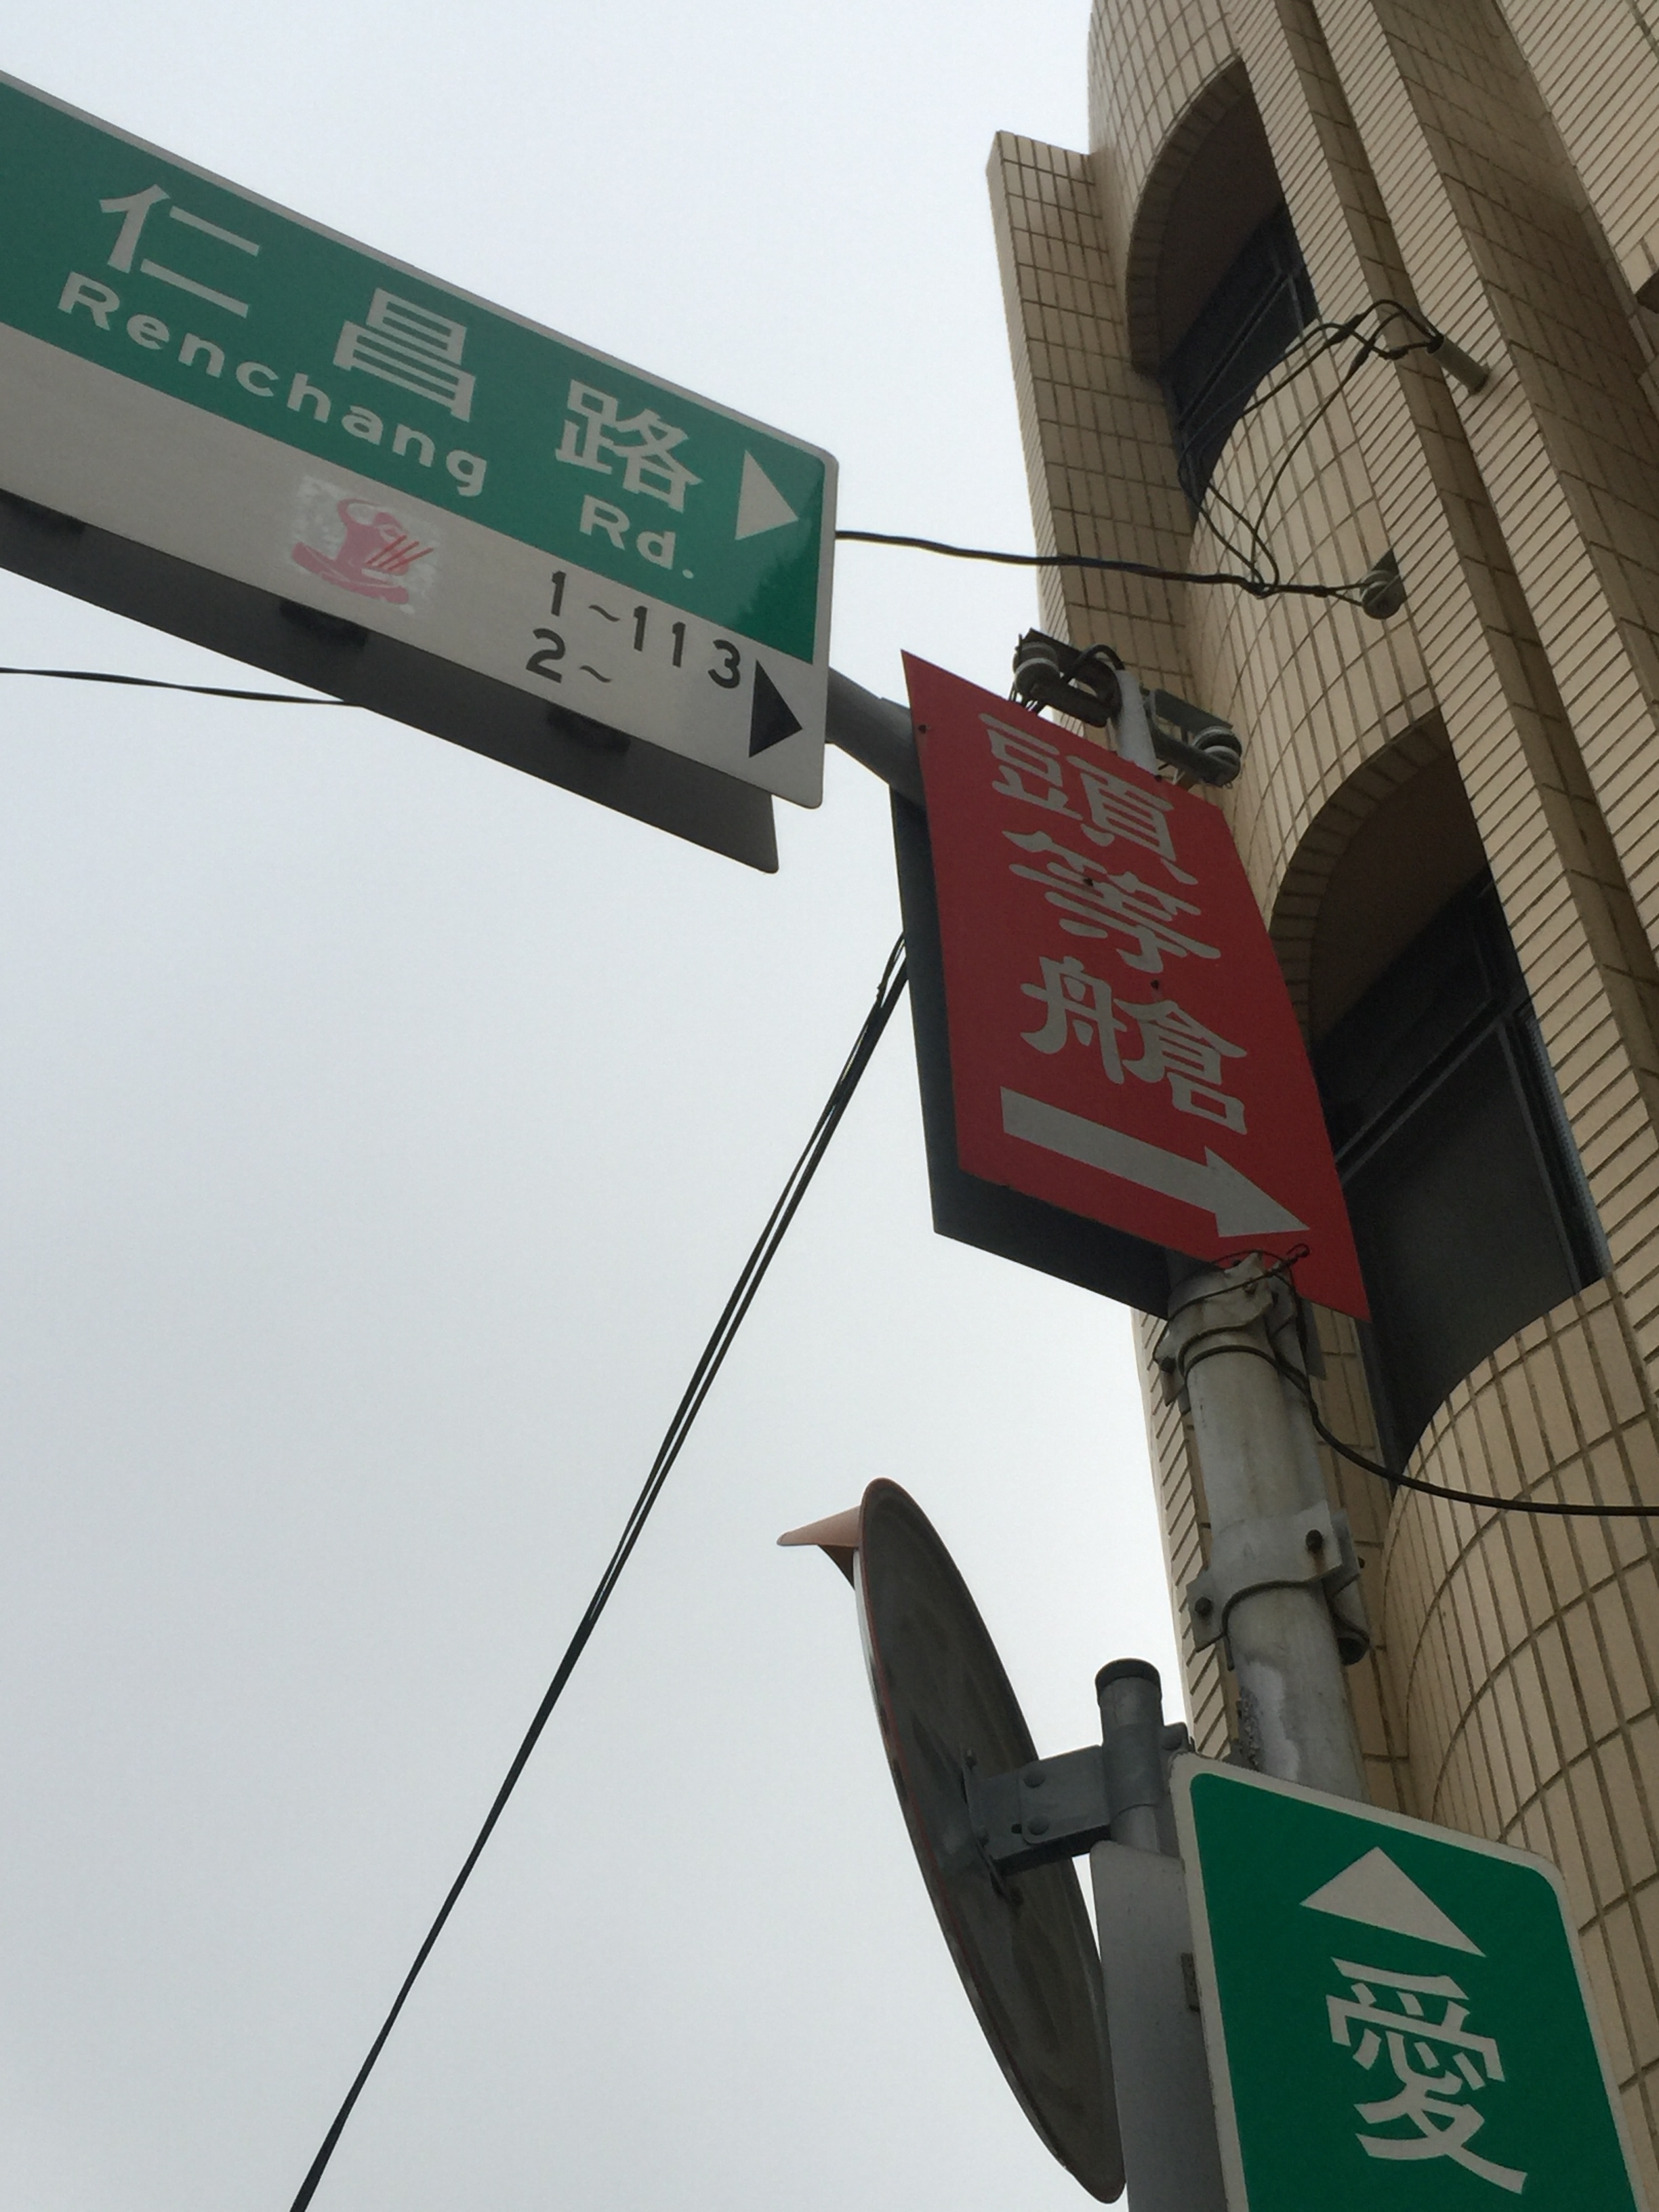 仁昌路
Renchang Rd.
1~113
2~
頭等艙
愛